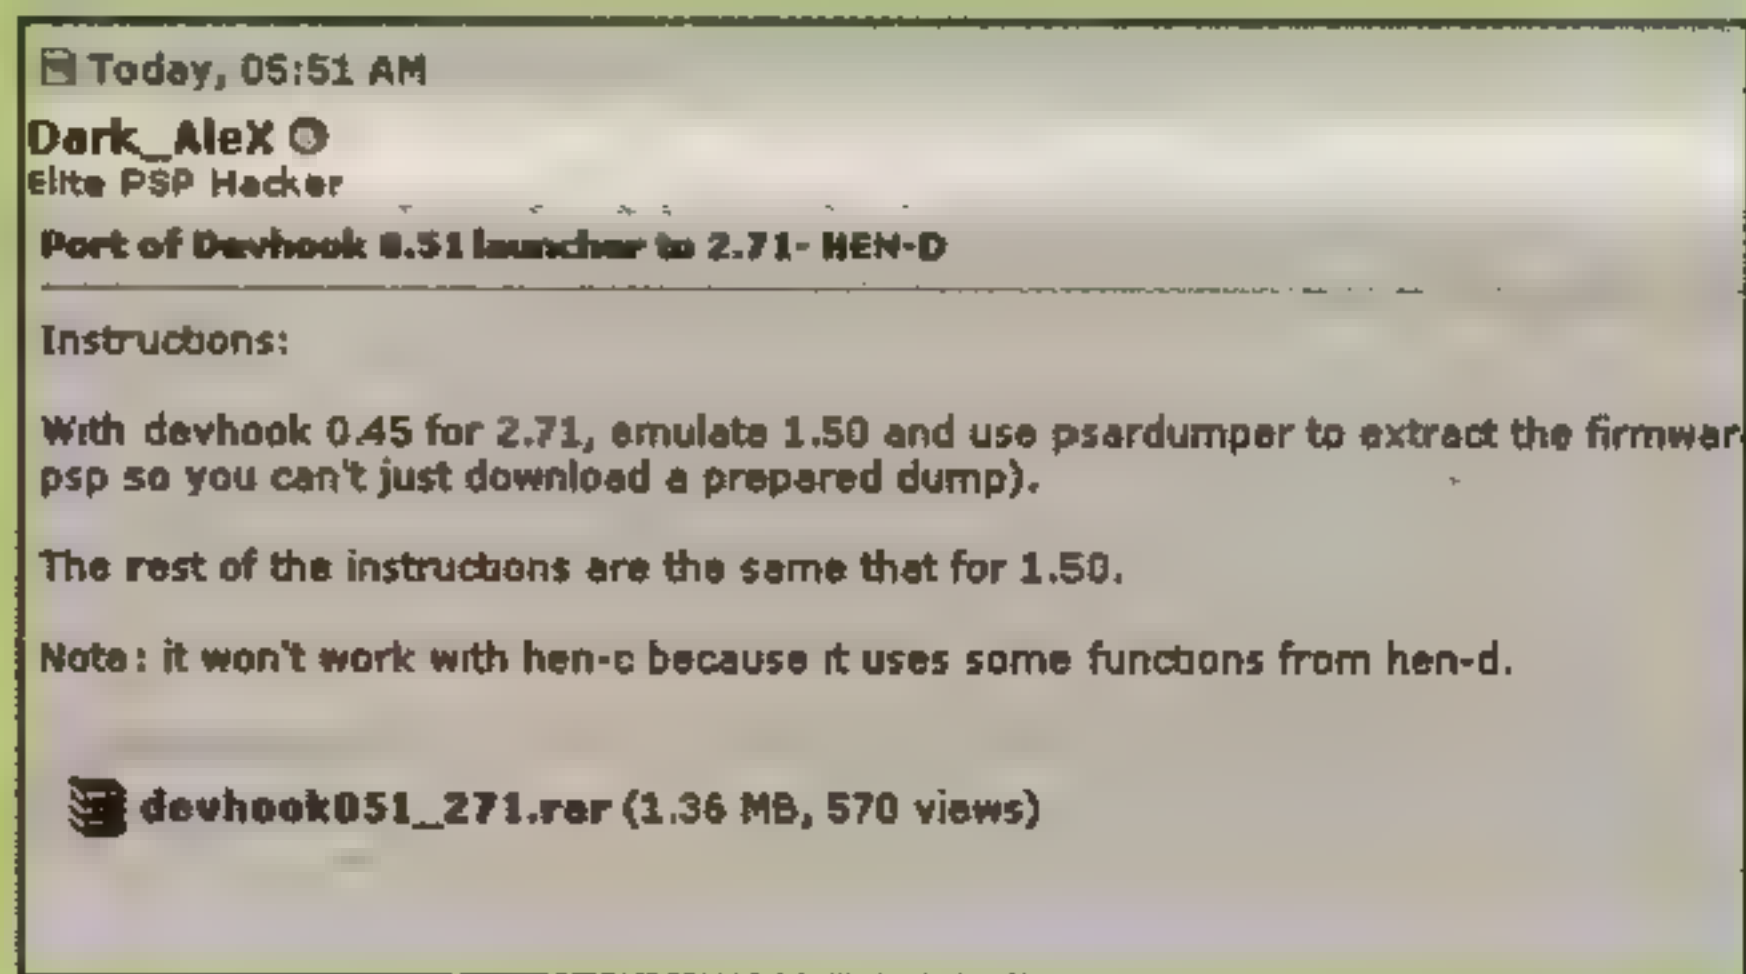 Today, 05:51 AM
Dark_AleX
Elite PSP Hacker
Port of Devhook 0.51 launcher to 2.71- HEN-D
Instructions:
With devhook 0.45 for 2.71, emulate 1.50 and use psardumper to extract the firmwar
psp so you can't just download a prepared dump).
The rest of the instructions are the same that for 1.50.
Note: it won't work with hen-c because it uses some functions from hen-d.
devhook051_271.rar (1.36 MB, 570 views)